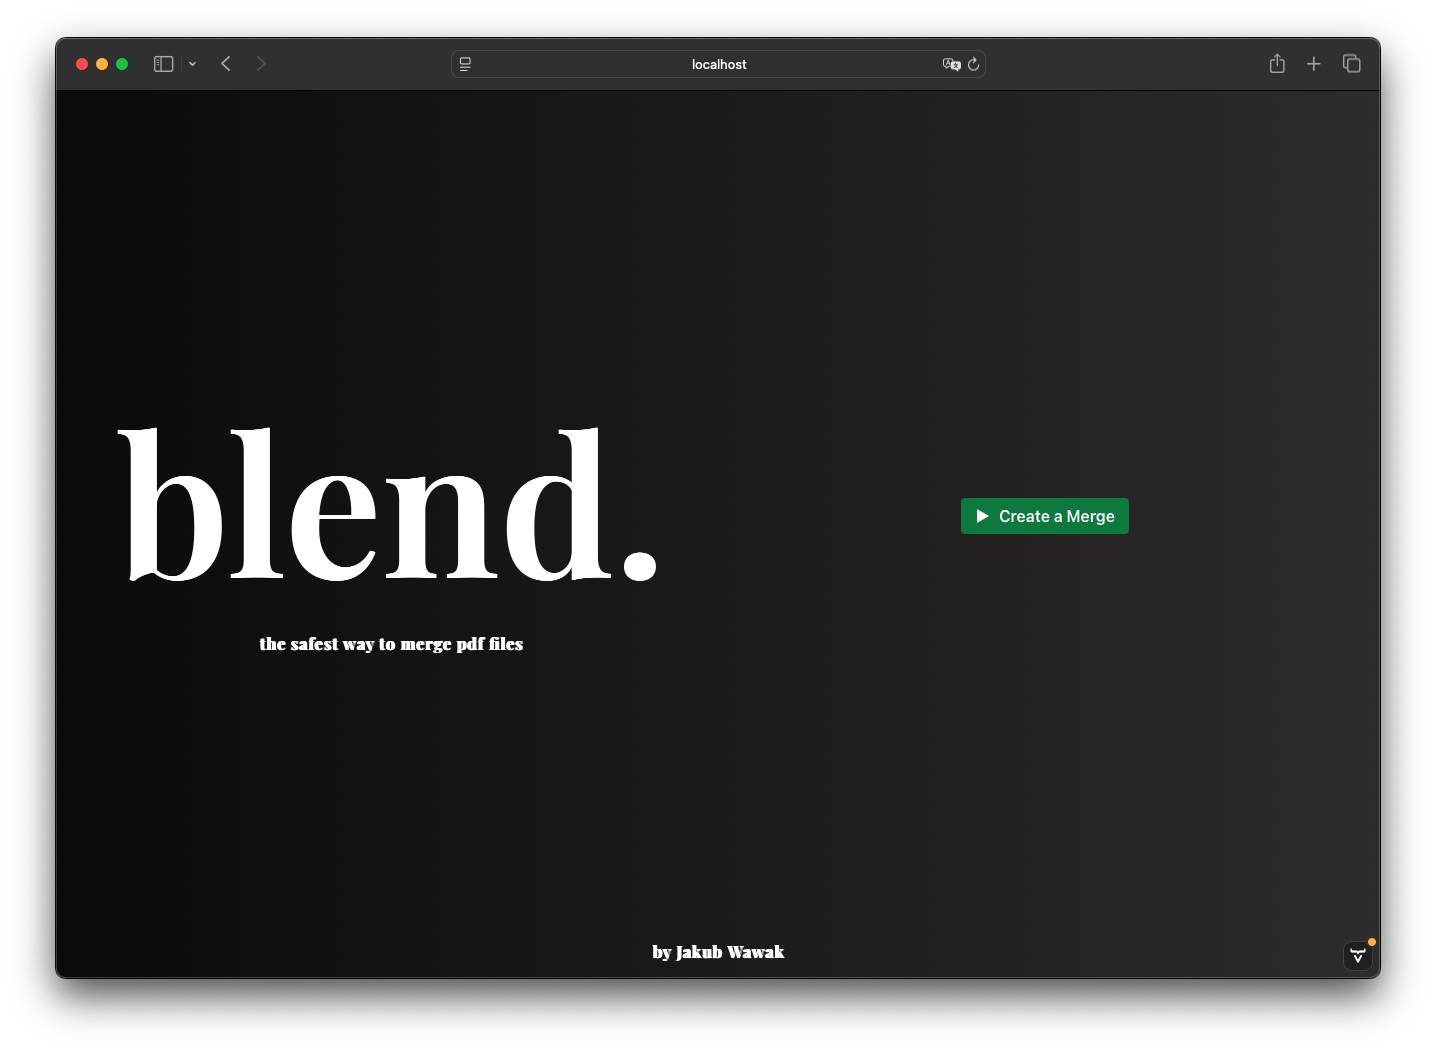 localhost
blend.
Create a Merge
the safest way to merge pdf files
by Jakub Wawak